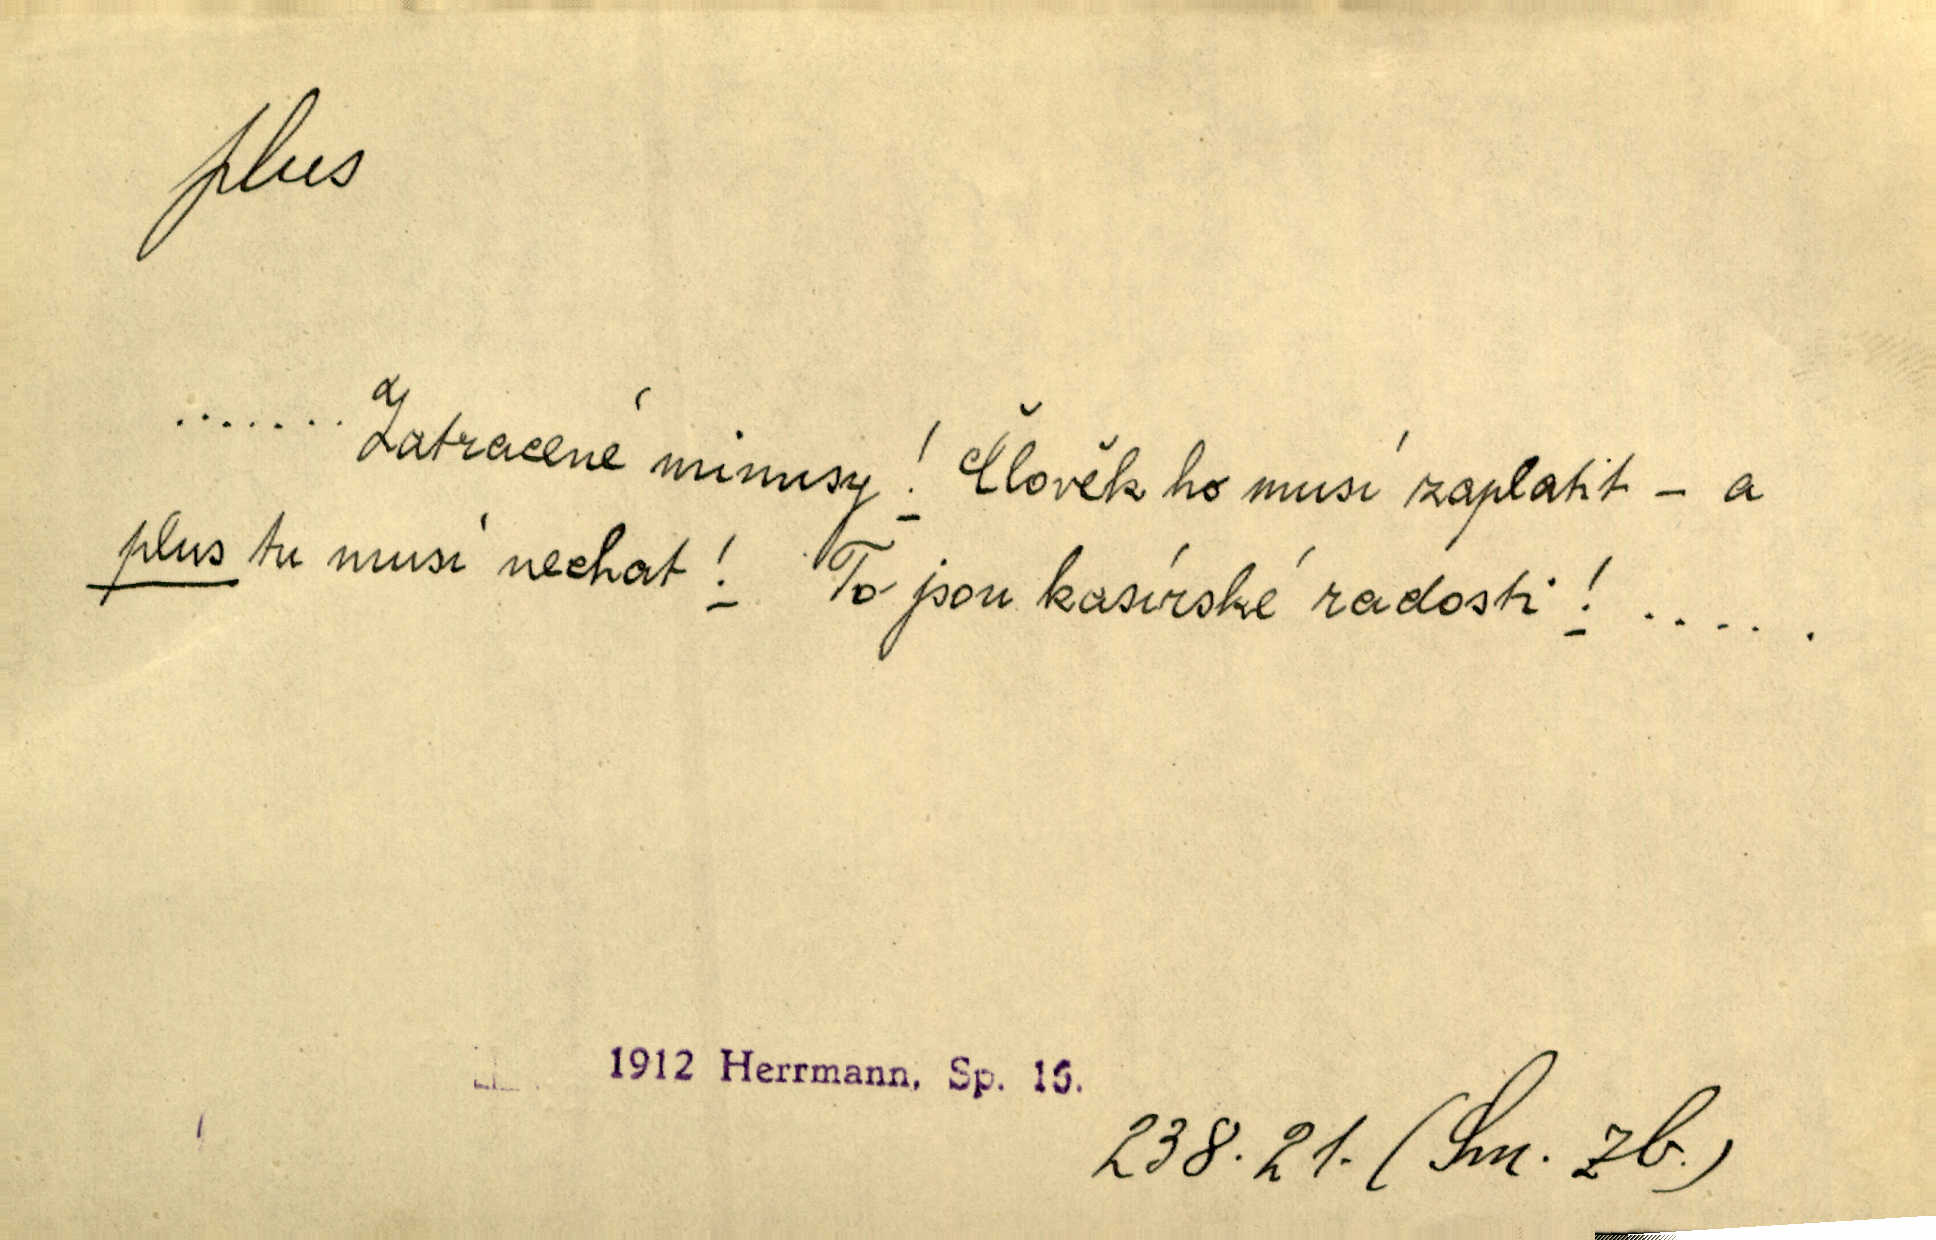 plus
....... Zatracené minusy! Člověk ho musí zaplatit – a
plus tu musí nechat! To jsou kasírské radosti! .....
1912 Herrmann, Sp. 16.
238.21. (Sm. zb.)